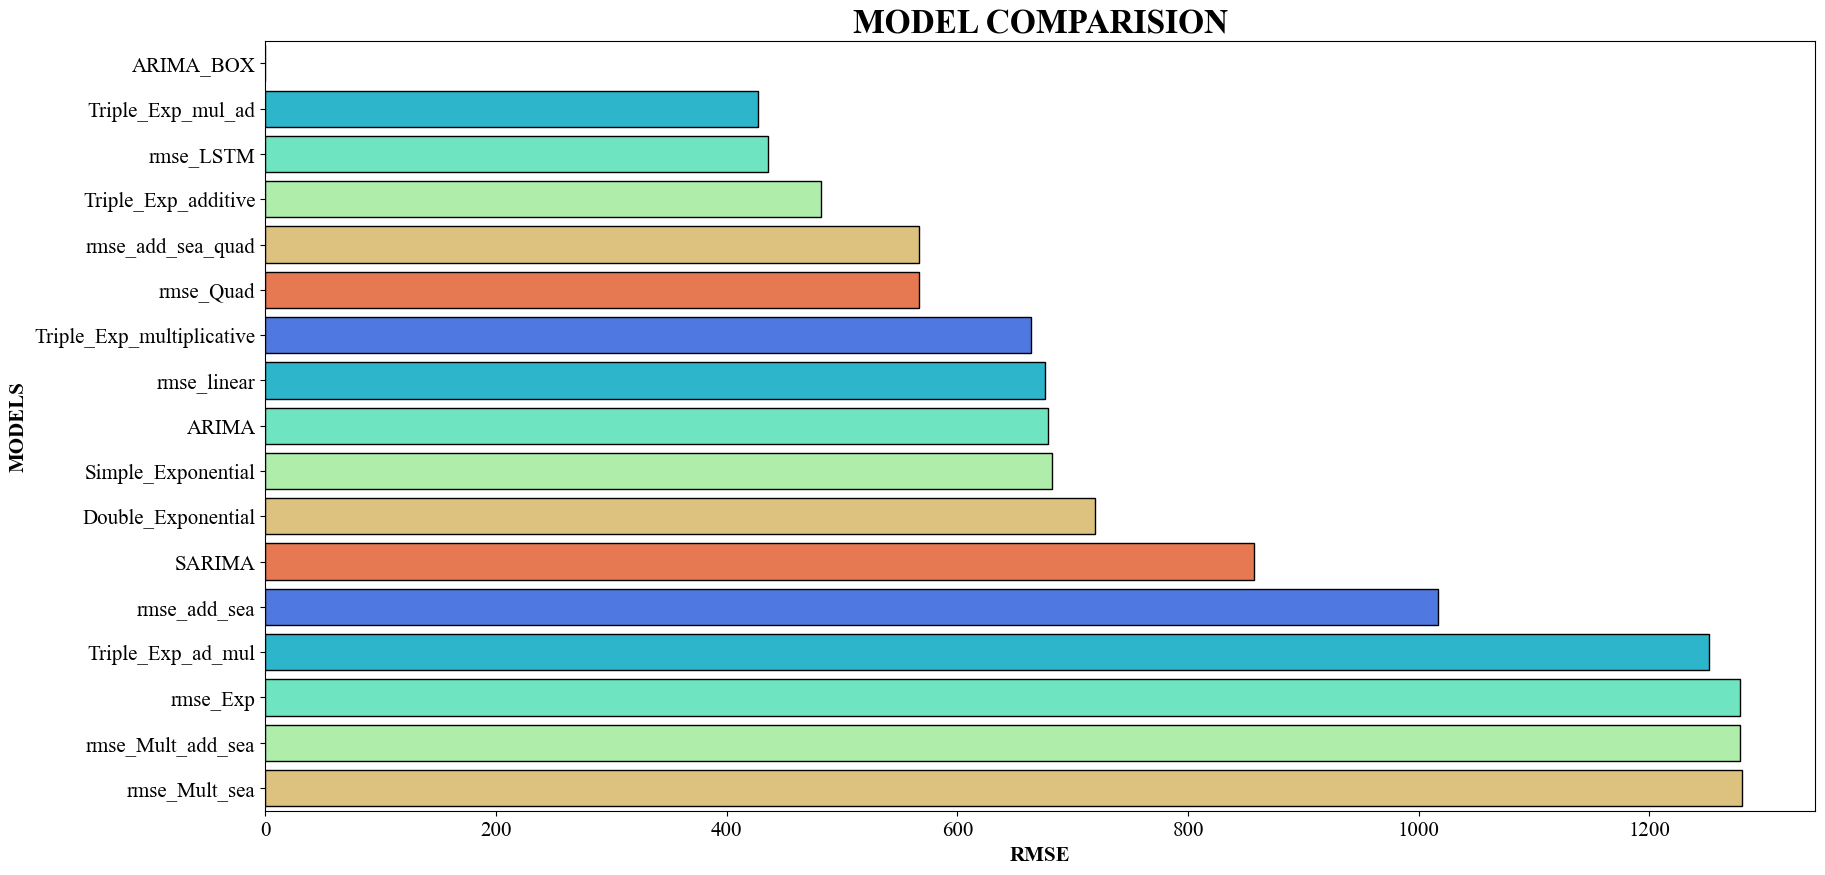 MODEL COMPARISION
ARIMA_BOX
Triple_Exp_mul_ad
rmse_LSTM
Triple_Exp_additive
rmse_add_sea_quad
rmse_Quad
Triple_Exp_multiplicative
rmse_linear
ARIMA
Simple_Exponential
Double_Exponential
SARIMA
rmse_add_sea
Triple_Exp_ad_mul
rmse_Exp
rmse_Mult_add_sea
rmse_Mult_sea
MODELS
0 200 400 600 800 1000 1200
RMSE